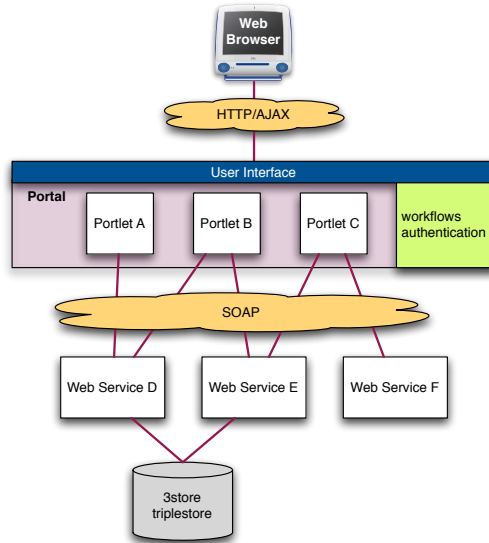 Web
Browser
HTTP/AJAX
User Interface
Portal
Portlet A
Portlet B
Portlet C
workflows
authentication
SOAP
Web Service D
Web Service E
Web Service F
3store
triplestore